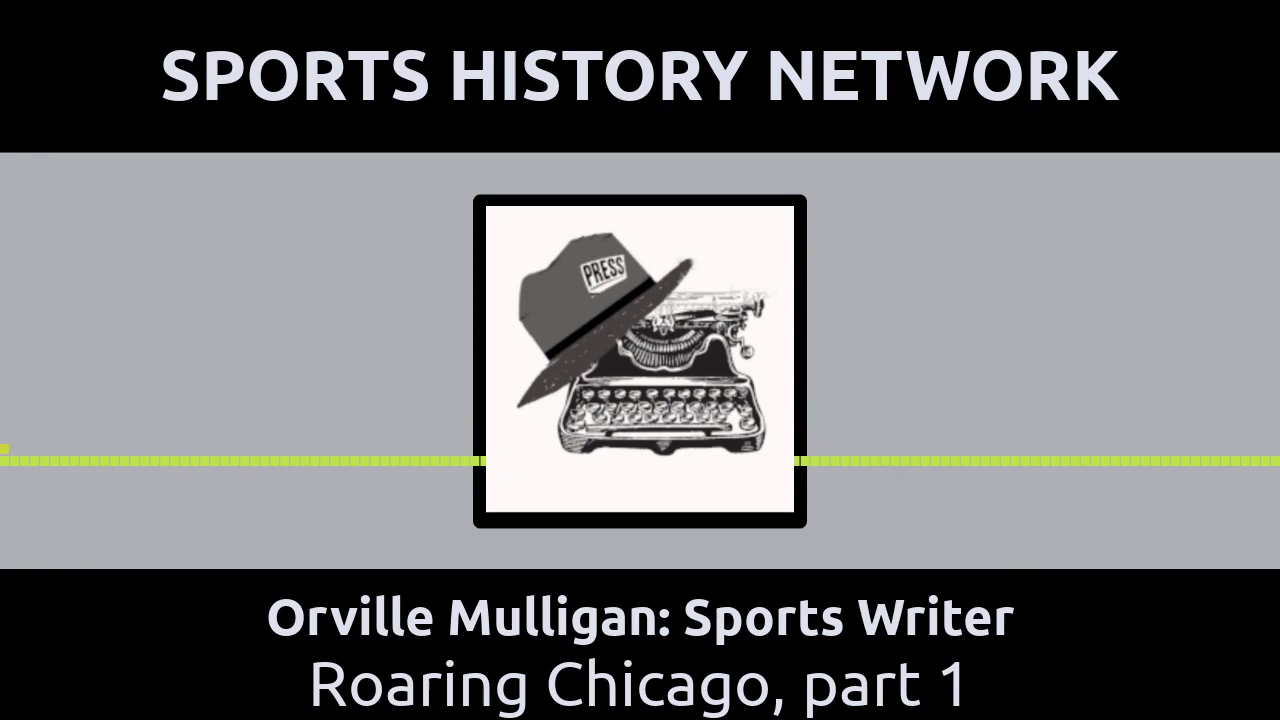 SPORTS HISTORY NETWORK
PRESS
Orville Mulligan: Sports Writer
Roaring Chicago, part 1